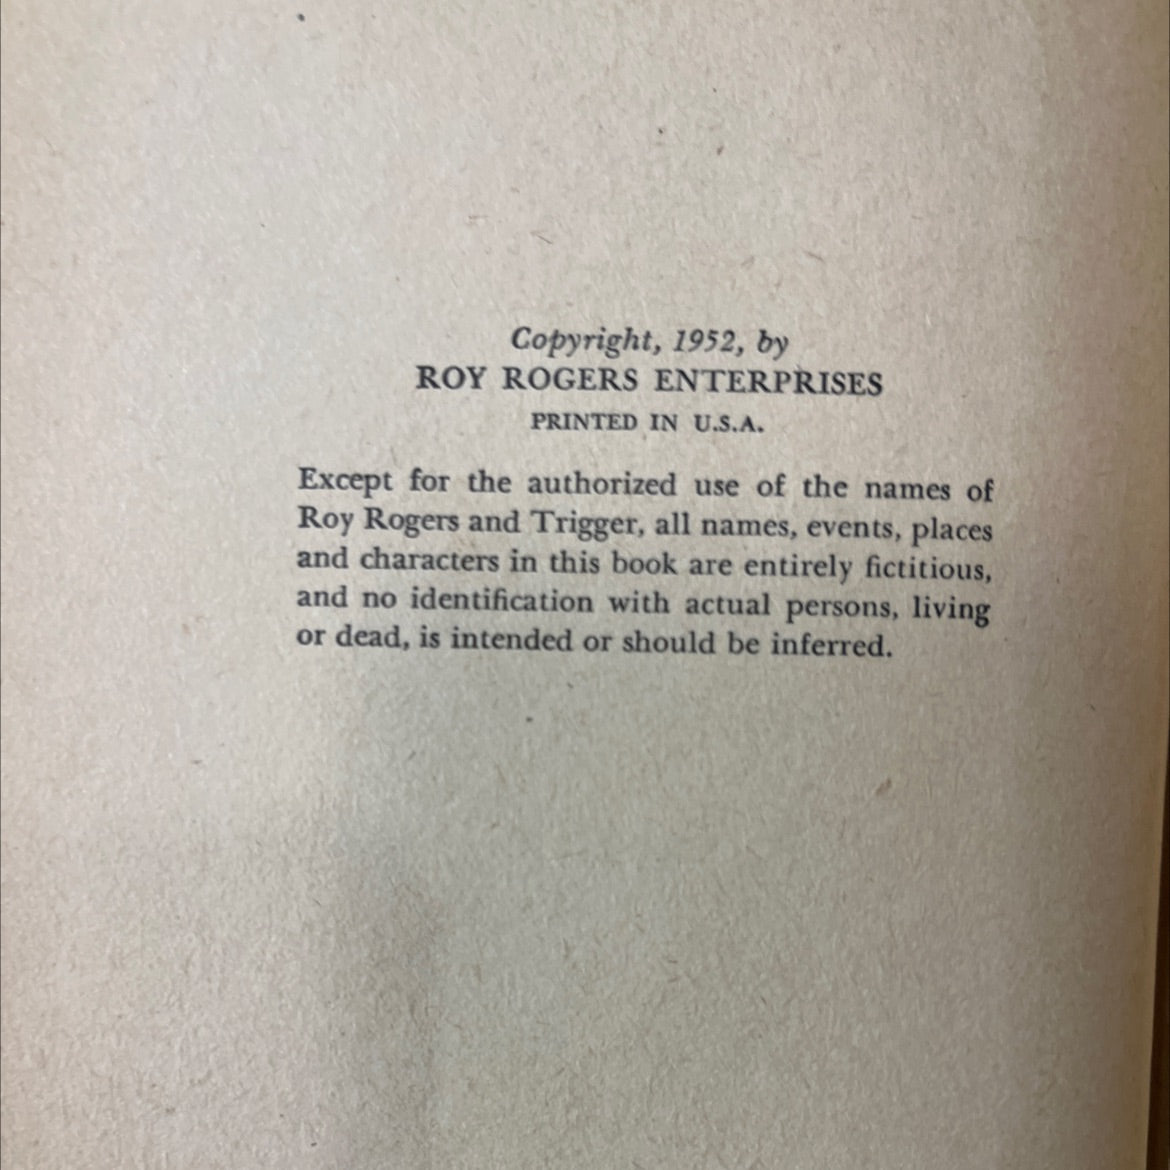 Copyright, 1952, by
ROY ROGERS ENTERPRISES
PRINTED IN U.S.A.
Except for the authorized use of the names of
Roy Rogers and Trigger, all names, events, places
and characters in this book are entirely fictitious,
and no identification with actual persons, living
or dead, is intended or should be inferred.